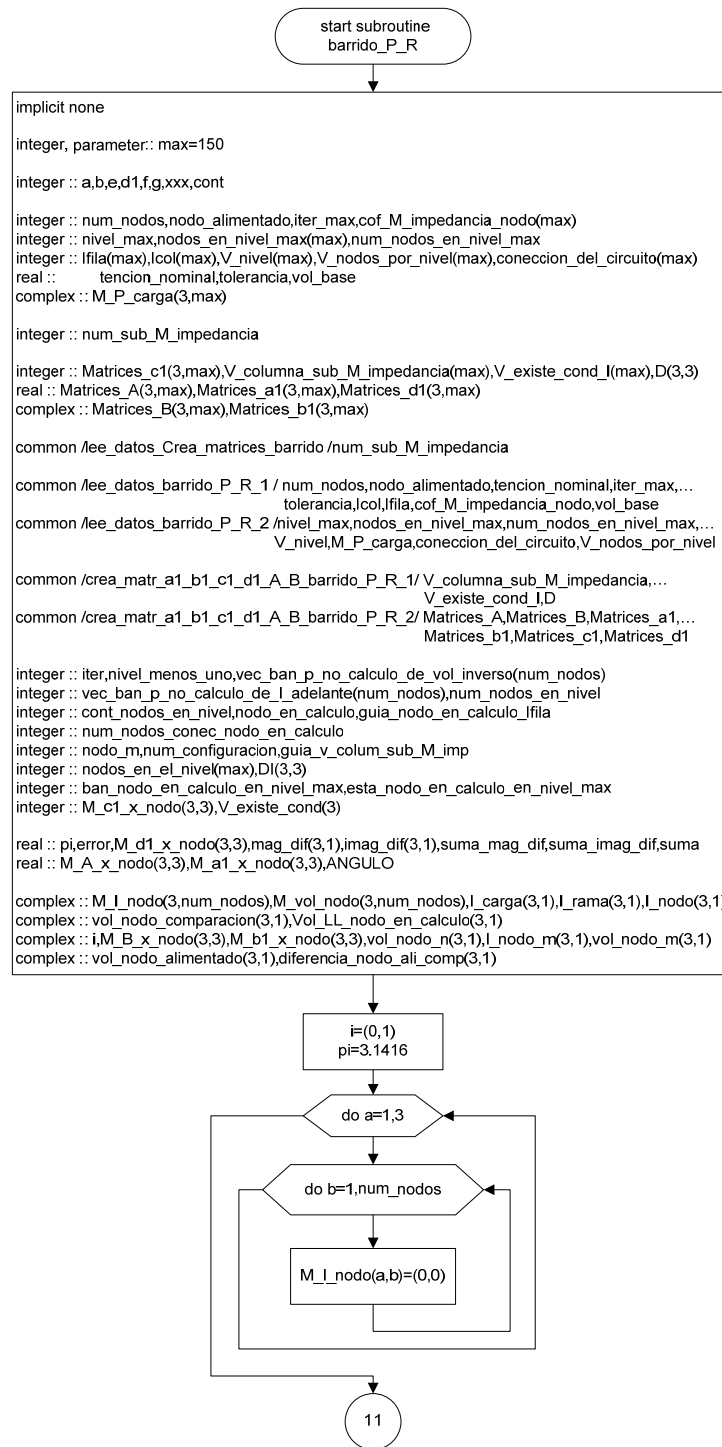 start subroutine
barrido_P_R
implicit none
integer, parameter:: max=150
integer :: a,b,e,d1,f,g,xxx,cont
integer :: num_nodos,nodo_alimentado,iter_max,cof_M_impedancia_nodo(max)
integer :: nivel_max,nodos_en_nivel_max(max),num_nodos_en_nivel_max
integer :: Ifila(max),Icol(max),V_nivel(max),V_nodos_por_nivel(max),coneccion_del_circuito(max)
real :: tencion_nominal,tolerancia,vol_base
complex :: M_P_carga(3,max)
integer :: num_sub_M_impedancia
integer :: Matrices_c1(3,max),V_columna_sub_M_impedancia(max),V_existe_cond_I(max),D(3,3)
real :: Matrices_A(3,max),Matrices_a1(3,max),Matrices_d1(3,max)
complex :: Matrices_B(3,max),Matrices_b1(3,max)
common /lee_datos_Crea_matrices_barrido /num_sub_M_impedancia
common /lee_datos_barrido_P_R_1 / num_nodos,nodo_alimentado,tencion_nominal,iter_max,...
tolerancia,Icol,Ifila,cof_M_impedancia_nodo,vol_base
common /lee_datos_barrido_P_R_2 /nivel_max,nodos_en_nivel_max,num_nodos_en_nivel_max,...
V_nivel,M_P_carga,coneccion_del_circuito,V_nodos_por_nivel
common /crea_matr_a1_b1_c1_d1_A_B_barrido_P_R_1/ V_columna_sub_M_impedancia,...
V_existe_cond_I,D
common /crea_matr_a1_b1_c1_d1_A_B_barrido_P_R_2/ Matrices_A,Matrices_B,Matrices_a1,...
Matrices_b1,Matrices_c1,Matrices_d1
integer :: iter,nivel_menos_uno,vec_ban_p_no_calculo_de_vol_inverso(num_nodos)
integer :: vec_ban_p_no_calculo_de_I_adelante(num_nodos),num_nodos_en_nivel
integer :: cont_nodos_en_nivel,nodo_en_calculo,guia_nodo_en_calculo_Ifila
integer :: num_nodos_conec_nodo_en_calculo
integer :: nodo_m,num_configuracion,guia_v_colum_sub_M_imp
integer :: nodos_en_el_nivel(max),DI(3,3)
integer :: ban_nodo_en_calculo_en_nivel_max,esta_nodo_en_calculo_en_nivel_max
integer :: M_c1_x_nodo(3,3),V_existe_cond(3)
real :: pi,error,M_d1_x_nodo(3,3),mag_dif(3,1),imag_dif(3,1),suma_mag_dif,suma_imag_dif,suma
real :: M_A_x_nodo(3,3),M_a1_x_nodo(3,3),ANGULO
complex :: M_I_nodo(3,num_nodos),M_vol_nodo(3,num_nodos),I_carga(3,1),I_rama(3,1),I_nodo(3,1)
complex :: vol_nodo_comparacion(3,1),Vol_LL_nodo_en_calculo(3,1)
complex :: i,M_B_x_nodo(3,3),M_b1_x_nodo(3,3),vol_nodo_n(3,1),I_nodo_m(3,1),vol_nodo_m(3,1)
complex :: vol_nodo_alimentado(3,1),diferencia_nodo_ali_comp(3,1)
i=(0,1)
pi=3.1416
do a=1,3
do b=1,num_nodos
M_I_nodo(a,b)=(0,0)
11